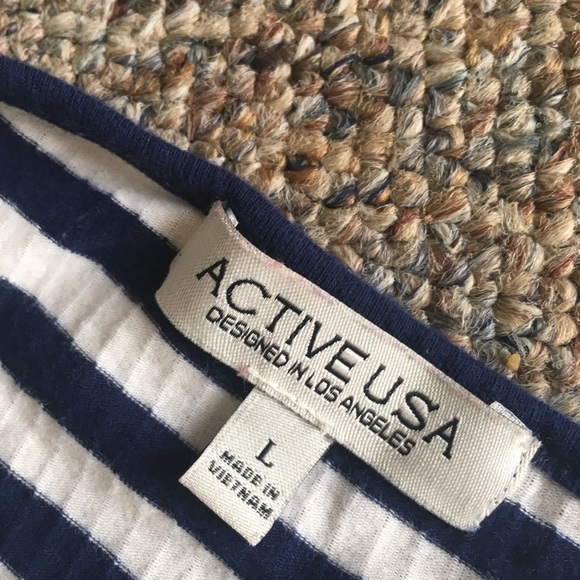 ACTIVE USA
DESIGNED IN LOS ANGELES
L
MADE IN
VIETNAM